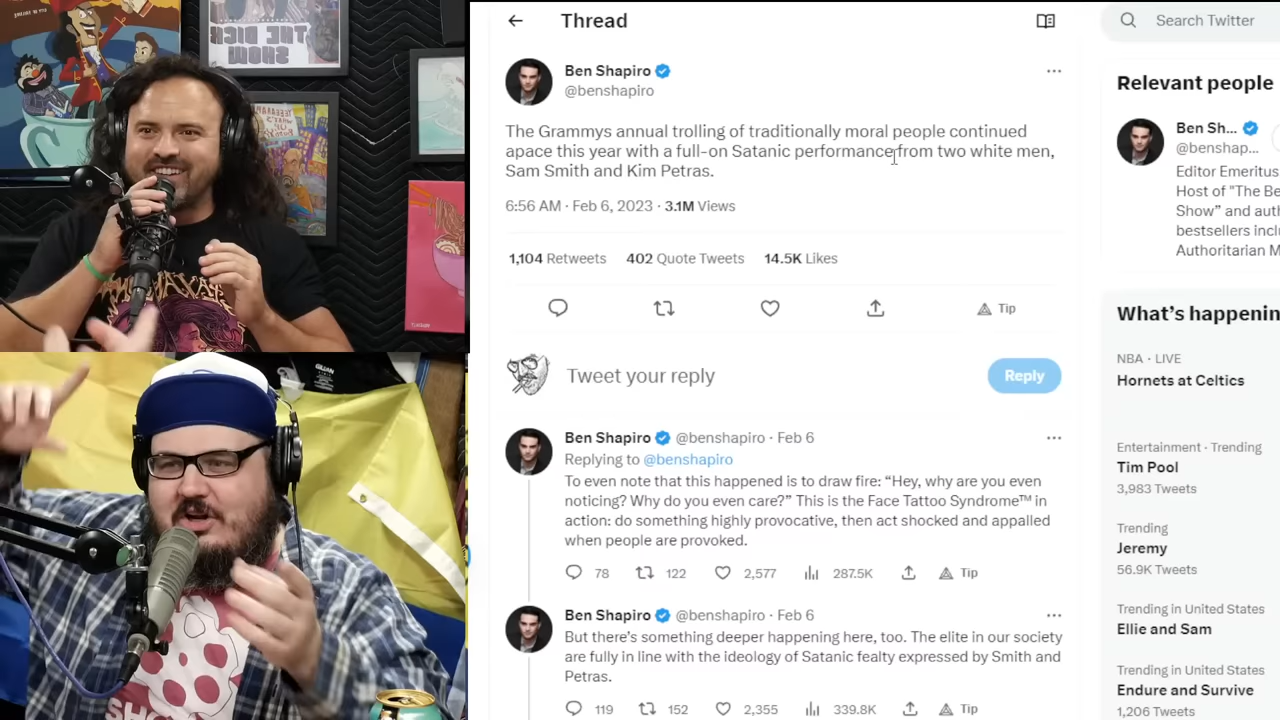 THE DICK
SHOW
GILLIAN
SHOW
Thread
Ben Shapiro
@benshapiro
The Grammys annual trolling of traditionally moral people continued
apace this year with a full-on Satanic performance from two white men,
Sam Smith and Kim Petras.
6:56 AM · Feb 6, 2023 · 3.1M Views
1,104 Retweets 402 Quote Tweets 14.5K Likes
Tip
Tweet your reply
Reply
Ben Shapiro @benshapiro · Feb 6
Replying to @benshapiro
To even note that this happened is to draw fire: “Hey, why are you even
noticing? Why do you even care?” This is the Face Tattoo Syndrome™ in
action: do something highly provocative, then act shocked and appalled
when people are provoked.
78 122 2,577 287.5K Tip
Ben Shapiro @benshapiro · Feb 6
But there’s something deeper happening here, too. The elite in our society
are fully in line with the ideology of Satanic fealty expressed by Smith and
Petras.
119 152 2,355 339.8K Tip
Search Twitter
Relevant people
Ben Sh...
@benshap...
Editor Emeritus
Host of "The Be
Show” and auth
bestsellers inclu
Authoritarian M
What’s happenin
NBA · LIVE
Hornets at Celtics
Entertainment · Trending
Tim Pool
3,983 Tweets
Trending
Jeremy
56.9K Tweets
Trending in United States
Ellie and Sam
Trending in United States
Endure and Survive
1,206 Tweets